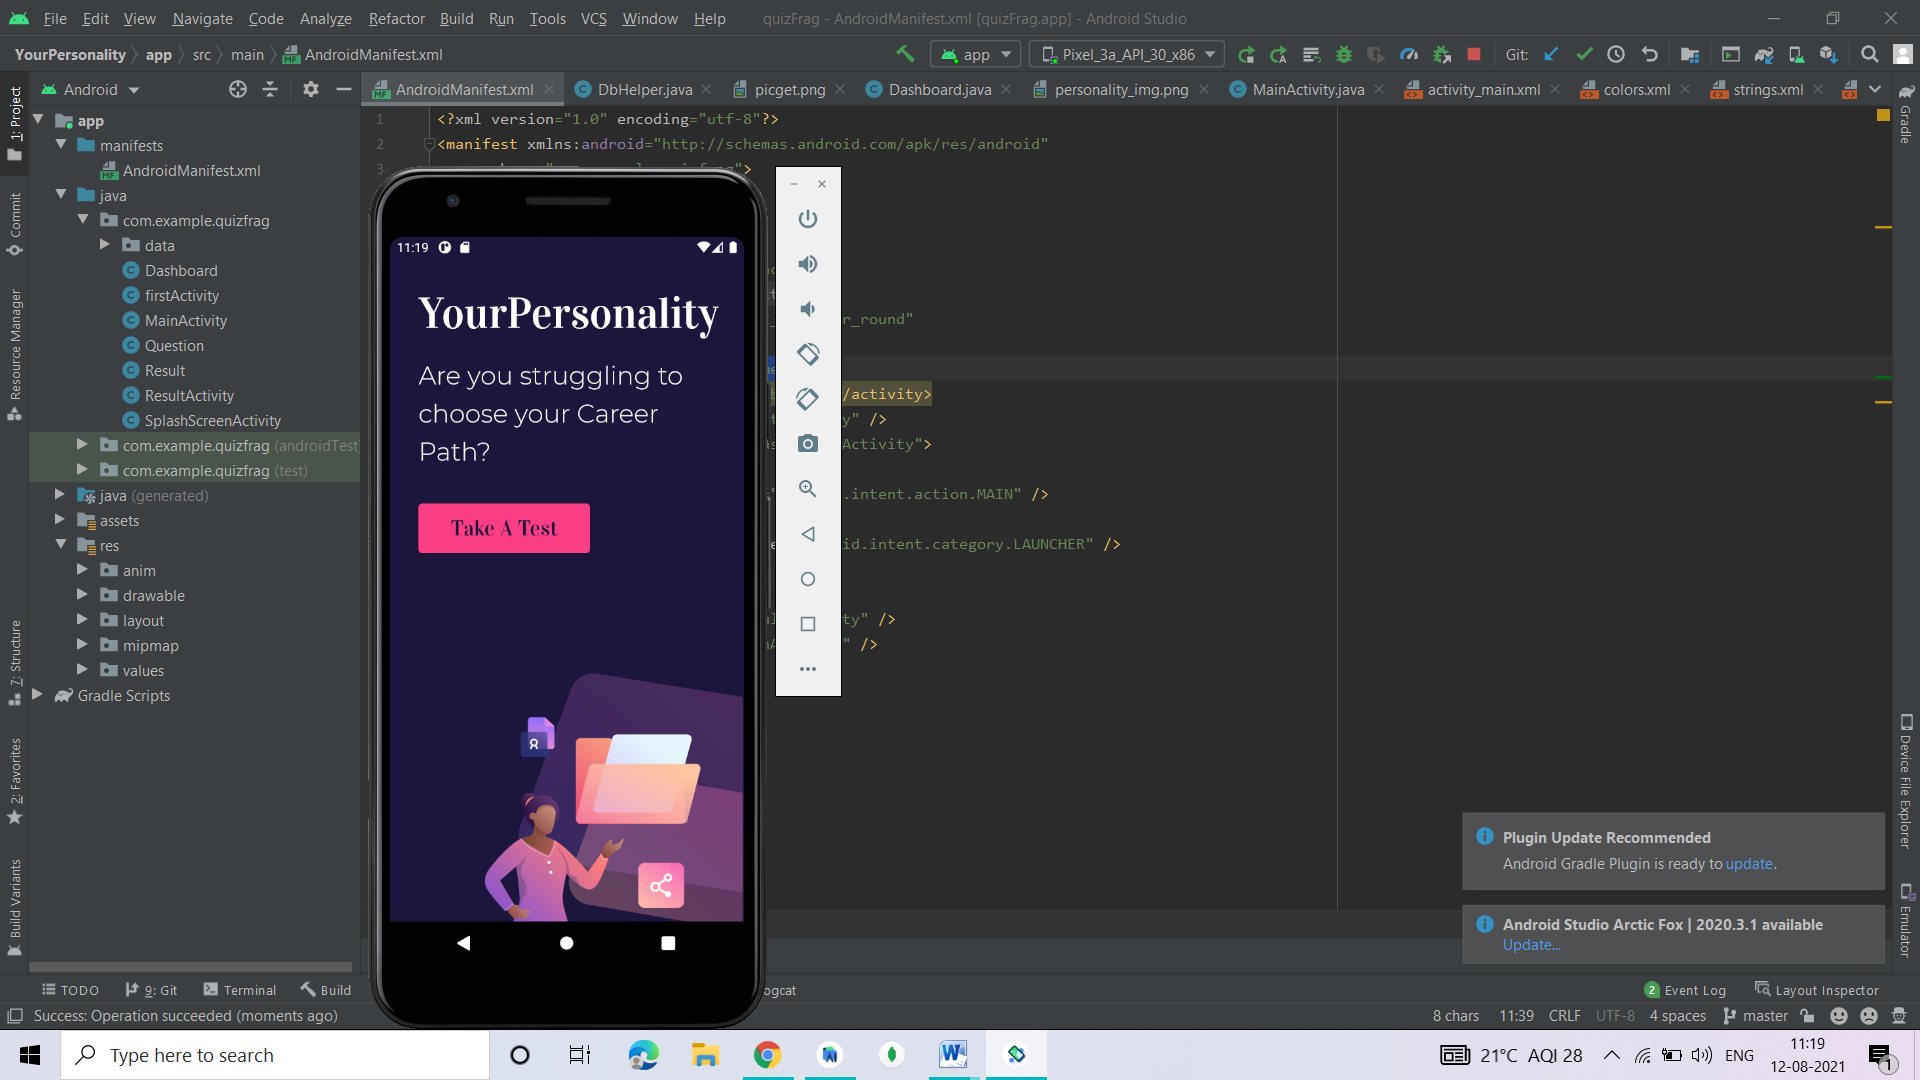 File Edit View Navigate Code Analyze Refactor Build Run Tools VCS Window Help quizFrag - AndroidManifest.xml [quizFrag.app] - Android Studio
YourPersonality app src main AndroidManifest.xml app Pixel_3a_API_30_x86 Git:
Android AndroidManifest.xml DbHelper.java picget.png Dashboard.java personality_img.png MainActivity.java activity_main.xml colors.xml strings.xml
1: Project
Commit
Resource Manager
7: Structure
2: Favorites
Build Variants
app
manifests
AndroidManifest.xml
java
com.example.quizfrag
data
Dashboard
firstActivity
MainActivity
Question
Result
ResultActivity
SplashScreenActivity
com.example.quizfrag (androidTest
com.example.quizfrag (test)
java (generated)
assets
res
anim
drawable
layout
mipmap
values
Gradle Scripts
1 <?xml version="1.0" encoding="utf-8"?>
2 <manifest xmlns:android="http://schemas.android.com/apk/res/android"
3 >
r_round"
/activity>
y" />
Activity">
.intent.action.MAIN" />
id.intent.category.LAUNCHER" />
ty" />
" />
11:19
YourPersonality
Are you struggling to
choose your Career
Path?
Take A Test
Gradle
Device File Explorer
Emulator
Plugin Update Recommended
Android Gradle Plugin is ready to update.
Android Studio Arctic Fox | 2020.3.1 available
Update...
TODO 9: Git Terminal Build ogcat 2 Event Log Layout Inspector
Success: Operation succeeded (moments ago) 8 chars 11:39 CRLF UTF-8 4 spaces master
Type here to search 21°C AQI 28 ENG 11:19
12-08-2021 1